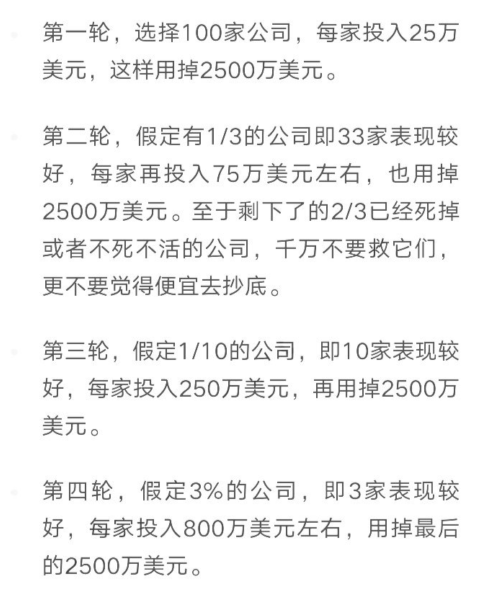 第一轮，选择100家公司，每家投入25万
美元，这样用掉2500万美元。
第二轮，假定有1/3的公司即33家表现较
好，每家再投入75万美元左右，也用掉
2500万美元。至于剩下了的2/3已经死掉
或者不死不活的公司，千万不要救它们，
更不要觉得便宜去抄底。
第三轮，假定1/10的公司，即10家表现较
好，每家投入250万美元，再用掉2500万
美元。
第四轮，假定3%的公司，即3家表现较
好，每家投入800万美元左右，用掉最后
的2500万美元。